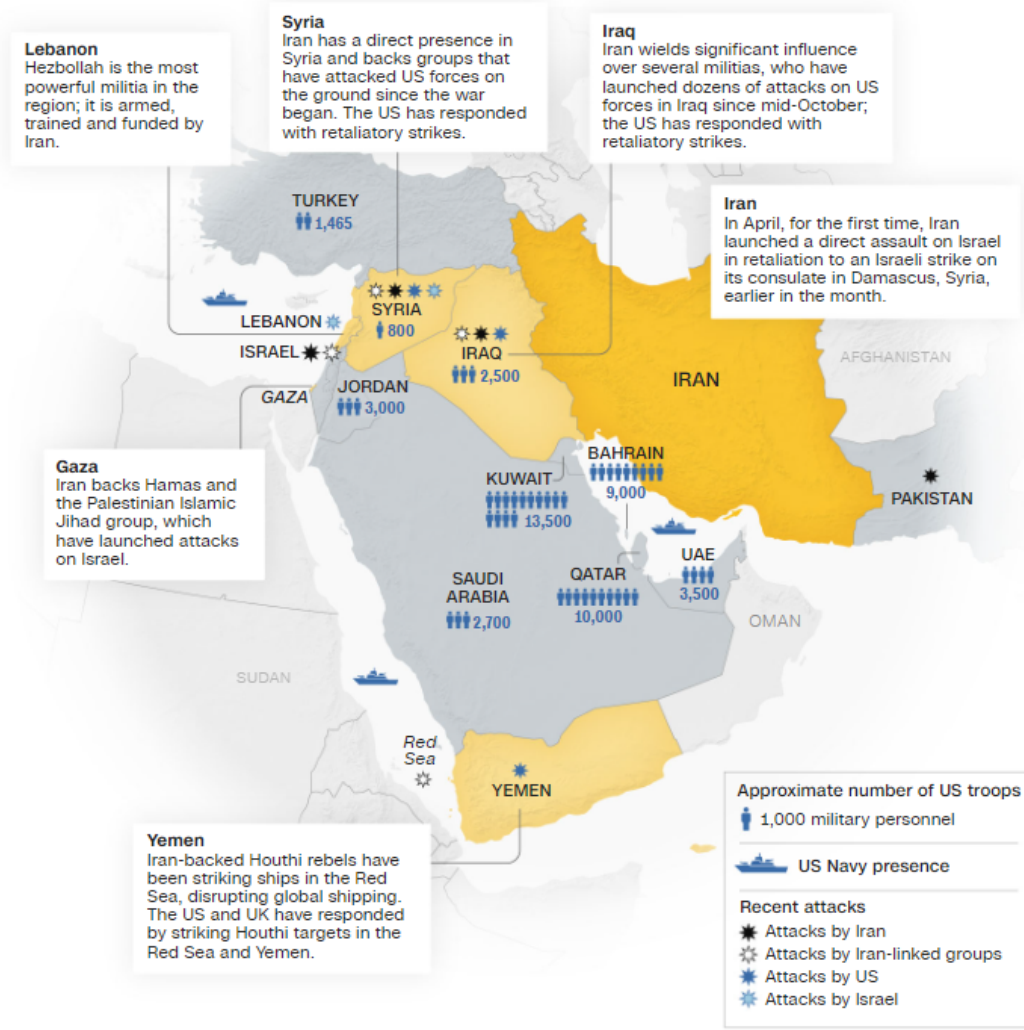 Lebanon
Hezbollah is the most
powerful militia in the
region; it is armed,
trained and funded by
Iran.
Syria
Iran has a direct presence in
Syria and backs groups that
have attacked US forces on
the ground since the war
began. The US has responded
with retaliatory strikes.
Iraq
Iran wields significant influence
over several militias, who have
launched dozens of attacks on US
forces in Iraq since mid-October;
the US has responded with
retaliatory strikes.
Iran
In April, for the first time, Iran
launched a direct assault on Israel
in retaliation to an Israeli strike on
its consulate in Damascus, Syria,
earlier in the month.
TURKEY
1,465
SYRIA
800
LEBANON
ISRAEL
IRAQ
2,500
AFGHANISTAN
IRAN
JORDAN
3,000
GAZA
Gaza
Iran backs Hamas and
the Palestinian Islamic
Jihad group, which
have launched attacks
on Israel.
BAHRAIN
9,000
KUWAIT
13,500
PAKISTAN
UAE
3,500
QATAR
10,000
SAUDI
ARABIA
2,700
OMAN
SUDAN
Red
Sea
YEMEN
Yemen
Iran-backed Houthi rebels have
been striking ships in the Red
Sea, disrupting global shipping.
The US and UK have responded
by striking Houthi targets in the
Red Sea and Yemen.
Approximate number of US troops
1,000 military personnel
US Navy presence
Recent attacks
Attacks by Iran
Attacks by Iran-linked groups
Attacks by US
Attacks by Israel